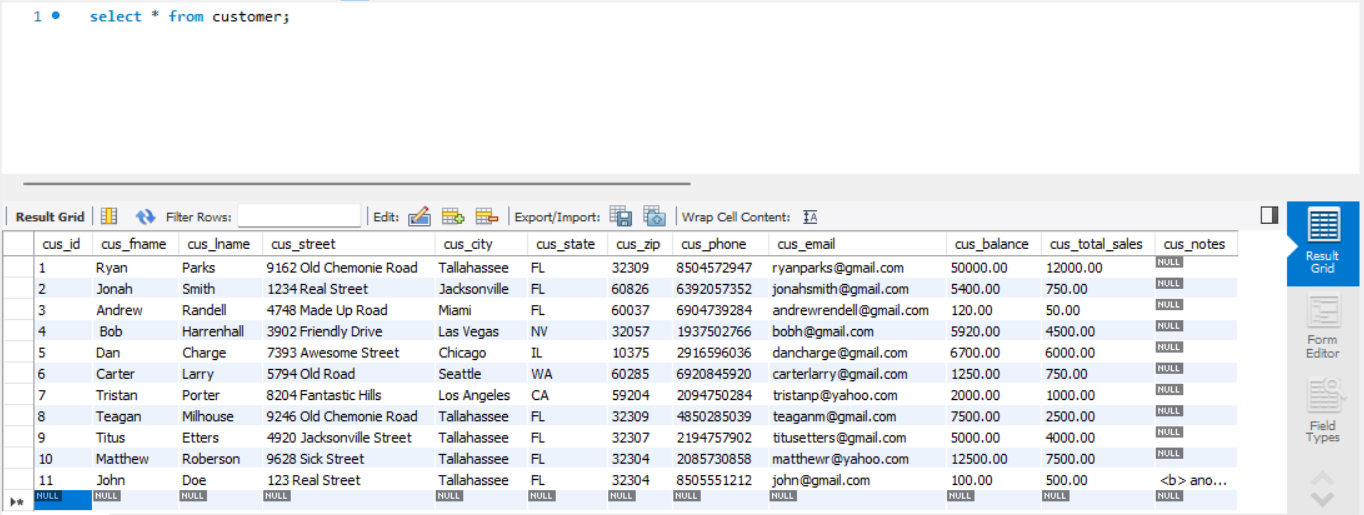 1 select * from customer;
Result Grid Filter Rows: Edit: Export/Import: Wrap Cell Content: IA
cus_id cus_fname cus_lname cus_street cus_city cus_state cus_zip cus_phone cus_email cus_balance cus_total_sales cus_notes
1 Ryan Parks 9162 Old Chemonie Road Tallahassee FL 32309 8504572947 ryanparks@gmail.com 50000.00 12000.00 NULL
2 Jonah Smith 1234 Real Street Jacksonville FL 60826 6392057352 jonahsmith@gmail.com 5400.00 750.00 NULL
3 Andrew Randell 4748 Made Up Road Miami FL 60037 6904739284 andrewrendell@gmail.com 120.00 50.00 NULL
4 Bob Harrenhall 3902 Friendly Drive Las Vegas NV 32057 1937502766 bobh@gmail.com 5920.00 4500.00 NULL
5 Dan Charge 7393 Awesome Street Chicago IL 10375 2916596036 dancharge@gmail.com 6700.00 6000.00 NULL
6 Carter Larry 5794 Old Road Seattle WA 60285 6920845920 carterlarry@gmail.com 1250.00 750.00 NULL
7 Tristan Porter 8204 Fantastic Hills Los Angeles CA 59204 2094750284 tristanp@yahoo.com 2000.00 1000.00 NULL
8 Teagan Milhouse 9246 Old Chemonie Road Tallahassee FL 32309 4850285039 teaganm@gmail.com 7500.00 2500.00 NULL
9 Titus Etters 4920 Jacksonville Street Tallahassee FL 32307 2194757902 titusetters@gmail.com 5000.00 4000.00 NULL
10 Matthew Roberson 9628 Sick Street Tallahassee FL 32304 2085730858 matthewr@yahoo.com 12500.00 7500.00 NULL
11 John Doe 123 Real Street Tallahassee FL 32304 8505551212 john@gmail.com 100.00 500.00 <b> ano...
NULL NULL NULL NULL NULL NULL NULL NULL NULL NULL NULL NULL
Result
Grid
Form
Editor
Field
Types